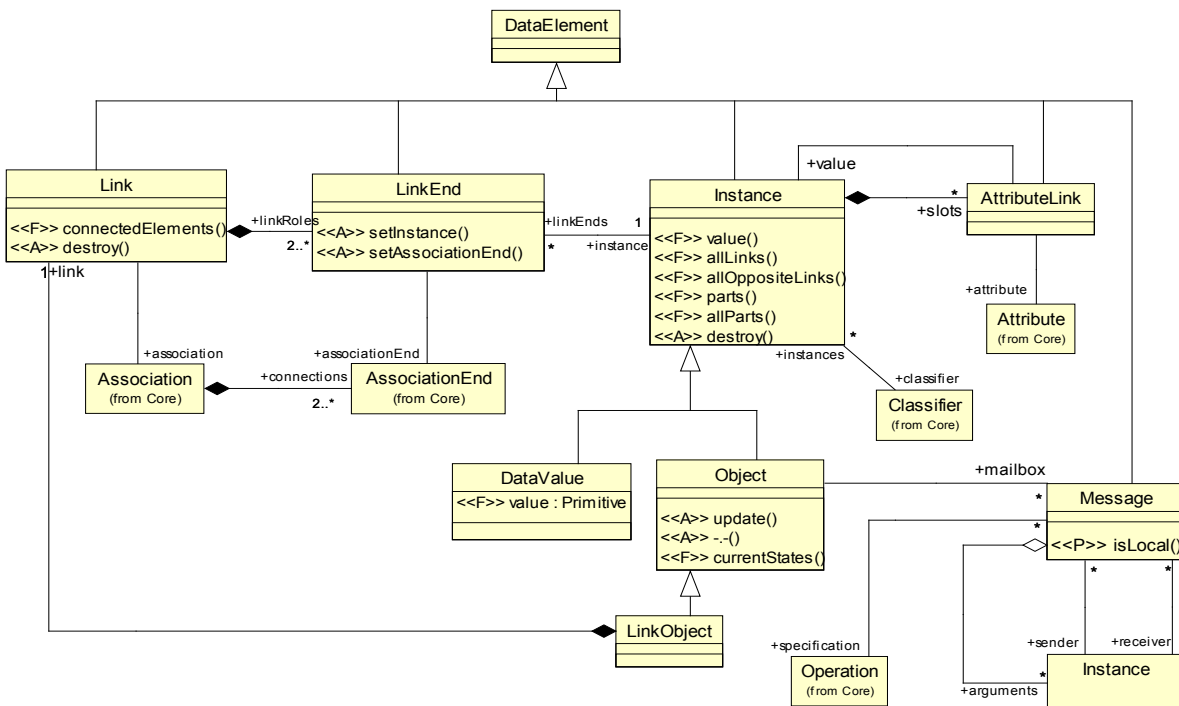 DataElement
+value
Link
LinkEnd
Instance
AttributeLink
<<F>> connectedElements()
<<A>> destroy()
+linkRoles
2..*
<<A>> setInstance()
<<A>> setAssociationEnd()
+linkEnds
*
1
+instance
<<F>> value()
<<F>> allLinks()
<<F>> allOppositeLinks()
<<F>> parts()
<<F>> allParts()
<<A>> destroy()
*
+slots
1+link
+attribute
Attribute
(from Core)
+association
+associationEnd
*
+instances
+classifier
Association
(from Core)
+connections
2..*
AssociationEnd
(from Core)
Classifier
(from Core)
DataValue
<<F>> value : Primitive
Object
<<A>> update()
<<A>> -.-()
<<F>> currentStates()
+mailbox
*
Message
<<P>> isLocal()
*
*
*
LinkObject
+specification
+sender
+receiver
Operation
(from Core)
+arguments
*
Instance